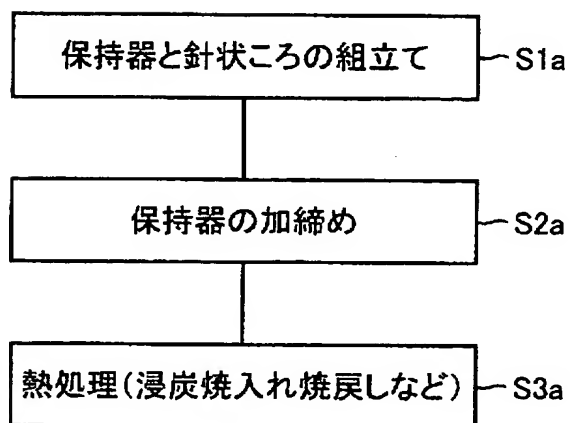 保持器と針状ころの組立て
S1a
保持器の加締め
S2a
熱処理(浸炭焼入れ焼戻しなど)
S3a